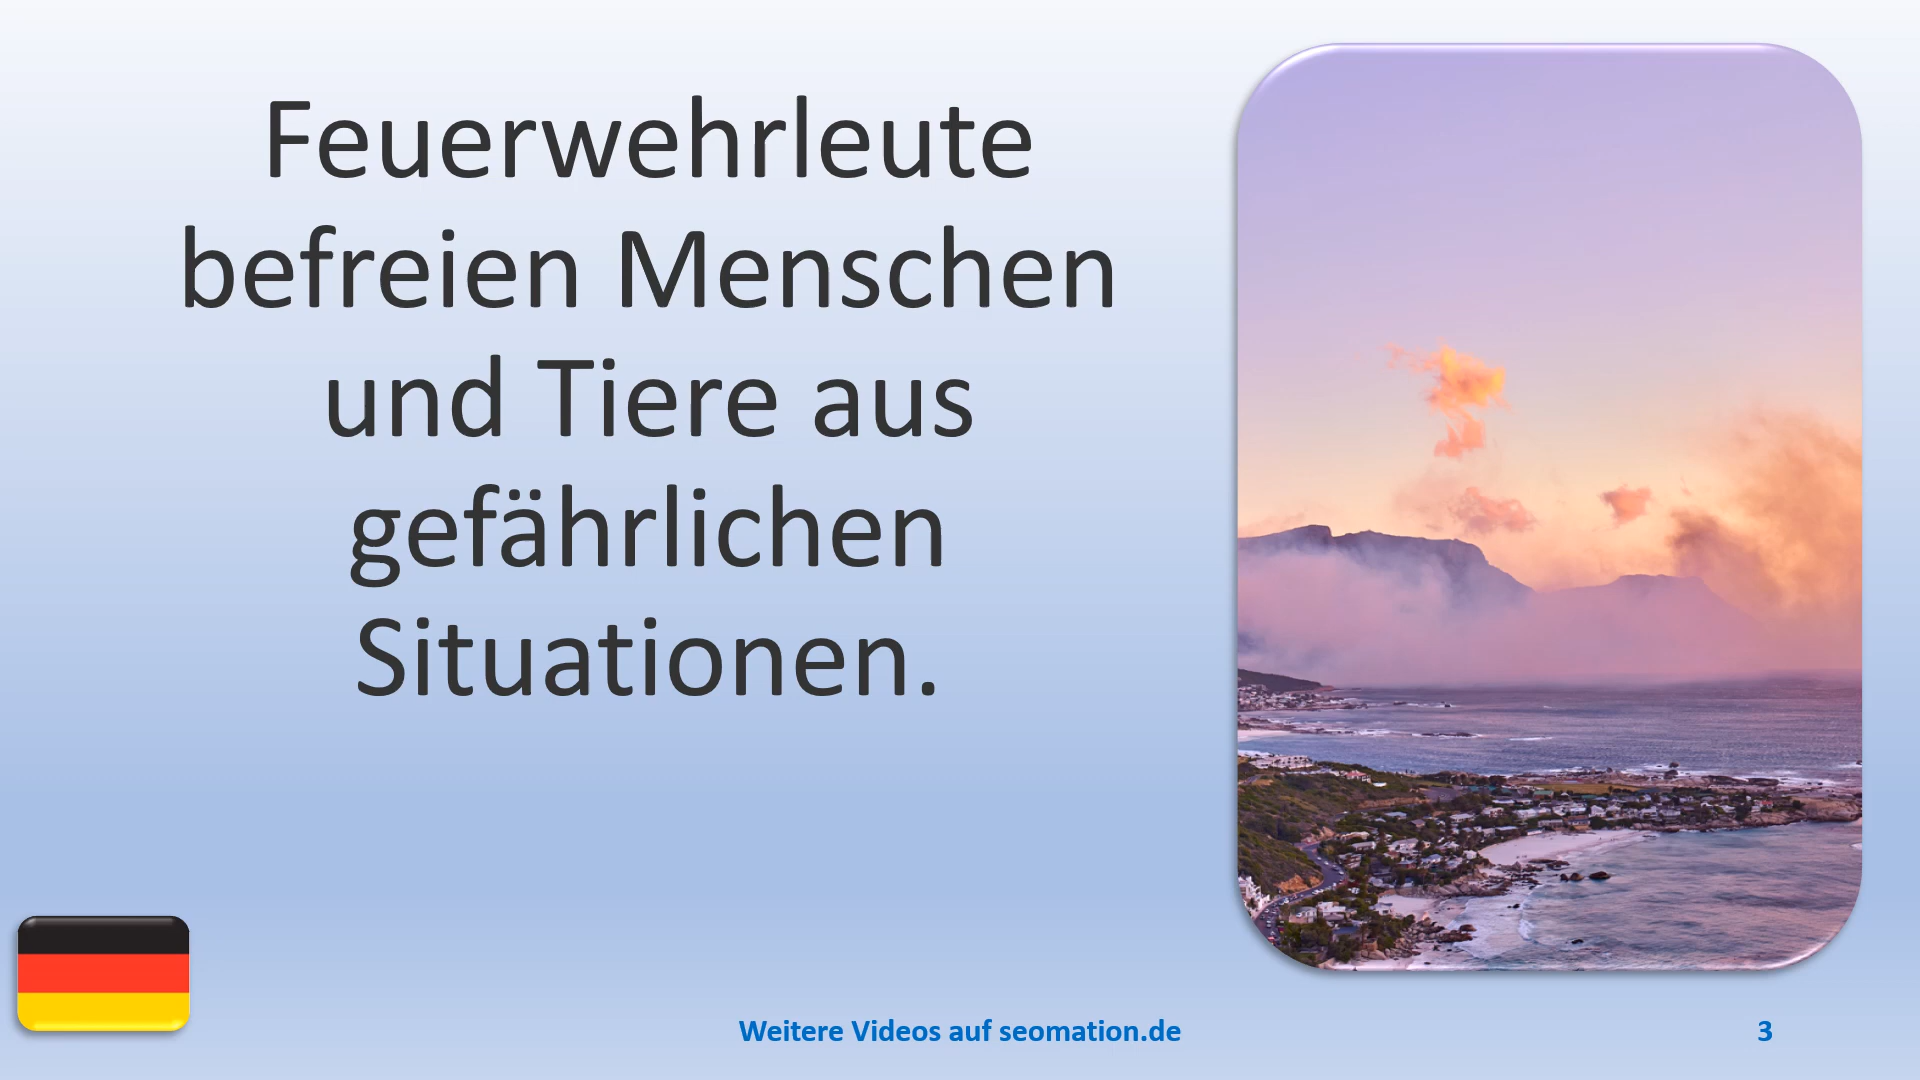 Feuerwehrleute
befreien Menschen
und Tiere aus
gefährlichen
Situationen.
Weitere Videos auf seomation.de
3